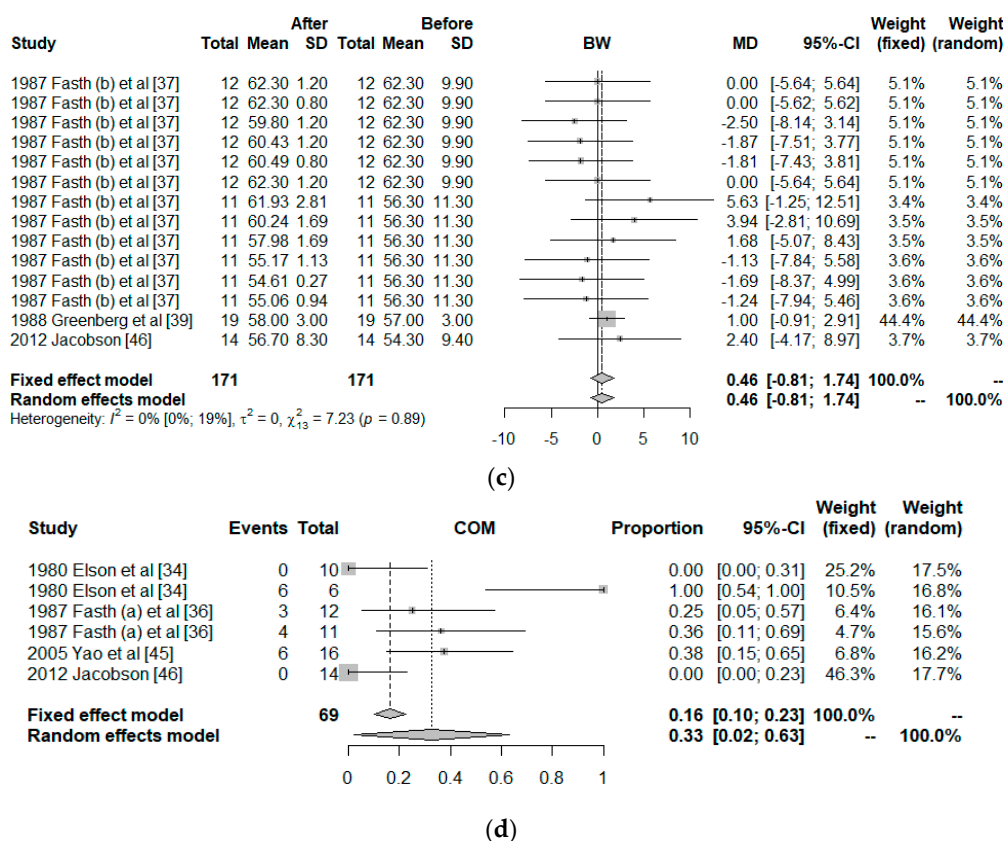 After Before Weight Weight
Study Total Mean SD Total Mean SD BW MD 95%-CI (fixed) (random)
1987 Fasth (b) et al [37] 12 62.30 1.20 12 62.30 9.90 0.00 [-5.64; 5.64] 5.1% 5.1%
1987 Fasth (b) et al [37] 12 62.30 0.80 12 62.30 9.90 0.00 [-5.62; 5.62] 5.1% 5.1%
1987 Fasth (b) et al [37] 12 59.80 1.20 12 62.30 9.90 -2.50 [-8.14; 3.14] 5.1% 5.1%
1987 Fasth (b) et al [37] 12 60.43 1.20 12 62.30 9.90 -1.87 [-7.51; 3.77] 5.1% 5.1%
1987 Fasth (b) et al [37] 12 60.49 0.80 12 62.30 9.90 -1.81 [-7.43; 3.81] 5.1% 5.1%
1987 Fasth (b) et al [37] 12 62.30 1.20 12 62.30 9.90 0.00 [-5.64; 5.64] 5.1% 5.1%
1987 Fasth (b) et al [37] 11 61.93 2.81 11 56.30 11.30 5.63 [-1.25; 12.51] 3.4% 3.4%
1987 Fasth (b) et al [37] 11 60.24 1.69 11 56.30 11.30 3.94 [-2.81; 10.69] 3.5% 3.5%
1987 Fasth (b) et al [37] 11 57.98 1.69 11 56.30 11.30 1.68 [-5.07; 8.43] 3.5% 3.5%
1987 Fasth (b) et al [37] 11 55.17 1.13 11 56.30 11.30 -1.13 [-7.84; 5.58] 3.6% 3.6%
1987 Fasth (b) et al [37] 11 54.61 0.27 11 56.30 11.30 -1.69 [-8.37; 4.99] 3.6% 3.6%
1987 Fasth (b) et al [37] 11 55.06 0.94 11 56.30 11.30 -1.24 [-7.94; 5.46] 3.6% 3.6%
1988 Greenberg et al [39] 19 58.00 3.00 19 57.00 3.00 1.00 [-0.91; 2.91] 44.4% 44.4%
2012 Jacobson [46] 14 56.70 8.30 14 54.30 9.40 2.40 [-4.17; 8.97] 3.7% 3.7%
Fixed effect model 171 171 0.46 [-0.81; 1.74] 100.0% --
Random effects model 0.46 [-0.81; 1.74] -- 100.0%
Heterogeneity: I² = 0% [0%; 19%], τ² = 0, χ²₁₃ = 7.23 (p = 0.89)
-10 -5 0 5 10
(c)
Weight Weight
Study Events Total COM Proportion 95%-CI (fixed) (random)
1980 Elson et al [34] 0 10 0.00 [0.00; 0.31] 25.2% 17.5%
1980 Elson et al [34] 6 6 1.00 [0.54; 1.00] 10.5% 16.8%
1987 Fasth (a) et al [36] 3 12 0.25 [0.05; 0.57] 6.4% 16.1%
1987 Fasth (a) et al [36] 4 11 0.36 [0.11; 0.69] 4.7% 15.6%
2005 Yao et al [45] 6 16 0.38 [0.15; 0.65] 6.8% 16.2%
2012 Jacobson [46] 0 14 0.00 [0.00; 0.23] 46.3% 17.7%
Fixed effect model 69 0.16 [0.10; 0.23] 100.0% --
Random effects model 0.33 [0.02; 0.63] -- 100.0%
0 0.2 0.4 0.6 0.8 1
(d)